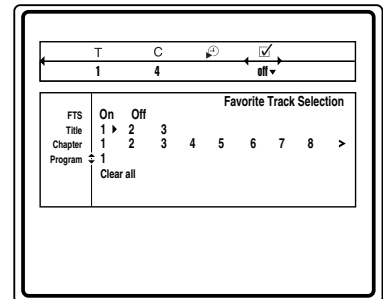 T C
1 4 off
Favorite Track Selection
FTS On Off
Title 1 2 3
Chapter 1 2 3 4 5 6 7 8 >
Program 1
Clear all